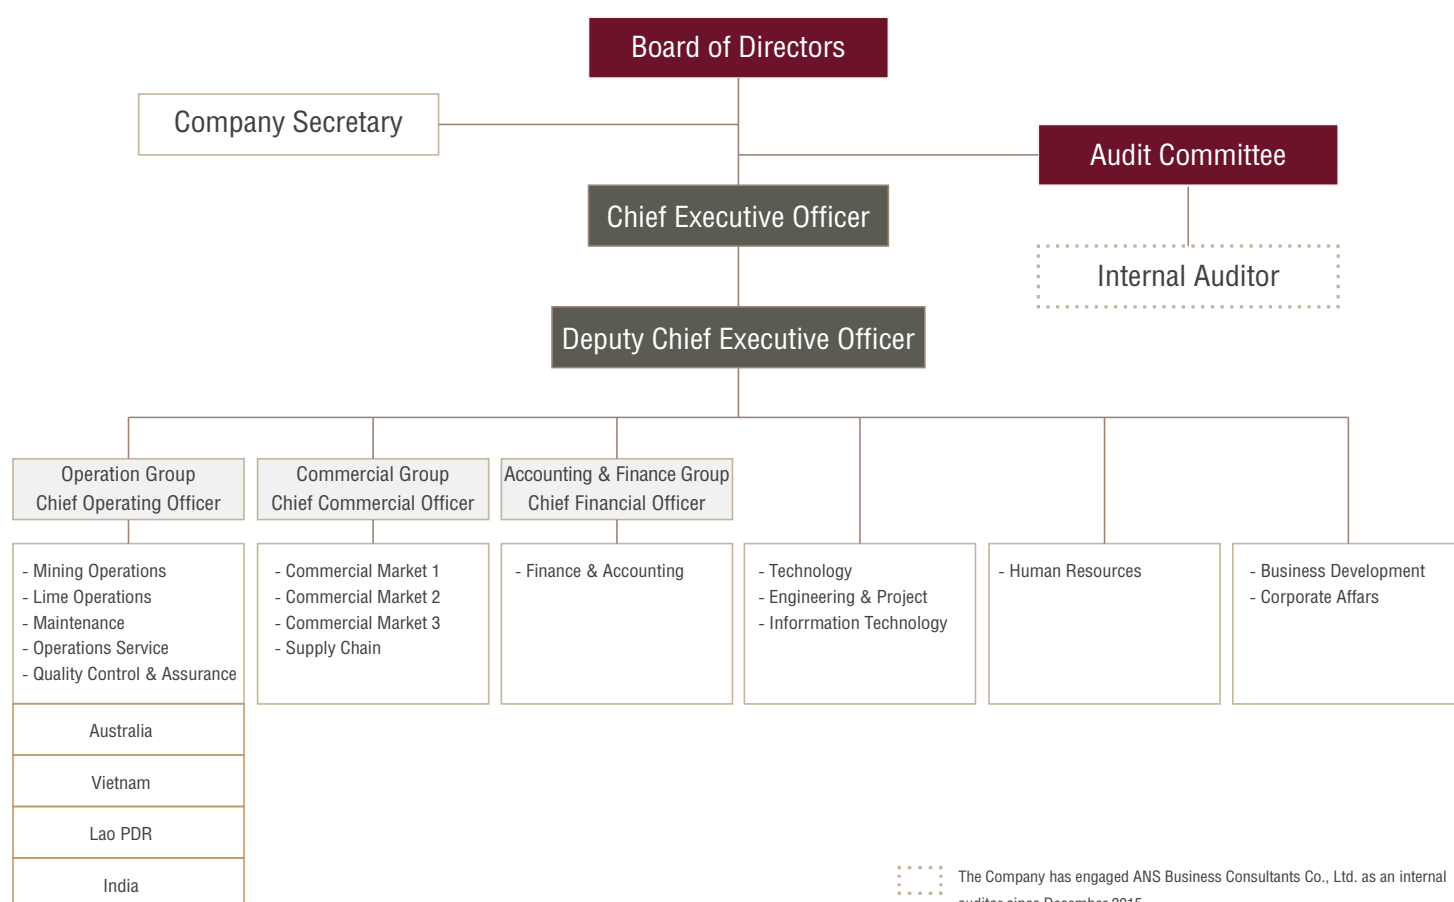 Board of Directors
Company Secretary
Audit Committee
Chief Executive Officer
Internal Auditor
Deputy Chief Executive Officer
Operation Group
Chief Operating Officer
Commercial Group
Chief Commercial Officer
Accounting & Finance Group
Chief Financial Officer
- Mining Operations
- Lime Operations
- Maintenance
- Operations Service
- Quality Control & Assurance
- Commercial Market 1
- Commercial Market 2
- Commercial Market 3
- Supply Chain
- Finance & Accounting
- Technology
- Engineering & Project
- Inforrmation Technology
- Human Resources
- Business Development
- Corporate Affars
Australia
Vietnam
Lao PDR
India
The Company has engaged ANS Business Consultants Co., Ltd. as an internal
auditor since December 2015